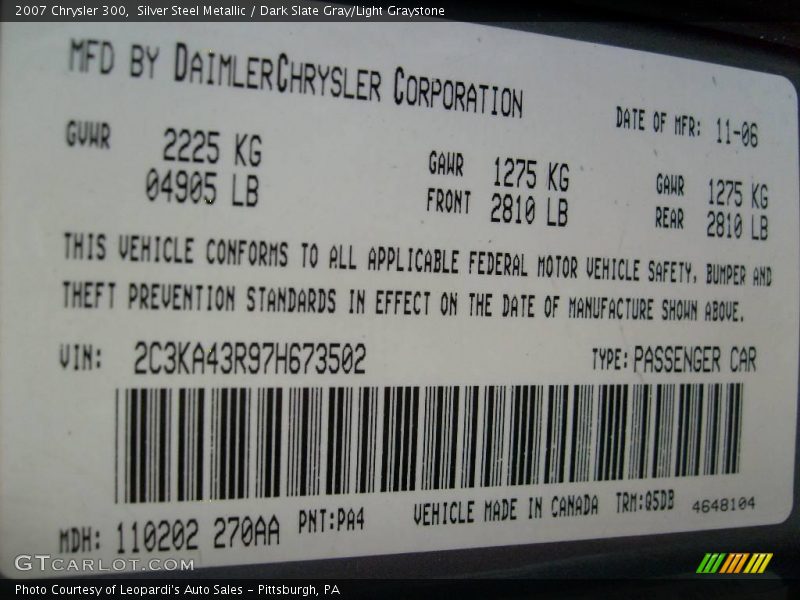 2007 Chrysler 300,  Silver Steel Metallic / Dark Slate Gray/Light Graystone
MFD BY DAIMLERCHRYSLER CORPORATION
DATE OF MFR: 11-06
GVWR 2225 KG
04905 LB
GAWR 1275 KG
FRONT 2810 LB
GAWR 1275 KG
REAR 2810 LB
THIS VEHICLE CONFORMS TO ALL APPLICABLE FEDERAL MOTOR VEHICLE SAFETY, BUMPER AND
THEFT PREVENTION STANDARDS IN EFFECT ON THE DATE OF MANUFACTURE SHOWN ABOVE.
VIN: 2C3KA43R97H673502 TYPE: PASSENGER CAR
MDH: 110202 270AA PNT:PA4 VEHICLE MADE IN CANADA TRM:Q5DB 4648104
GTCARLOT.COM
Photo Courtesy of Leopardi's Auto Sales - Pittsburgh, PA